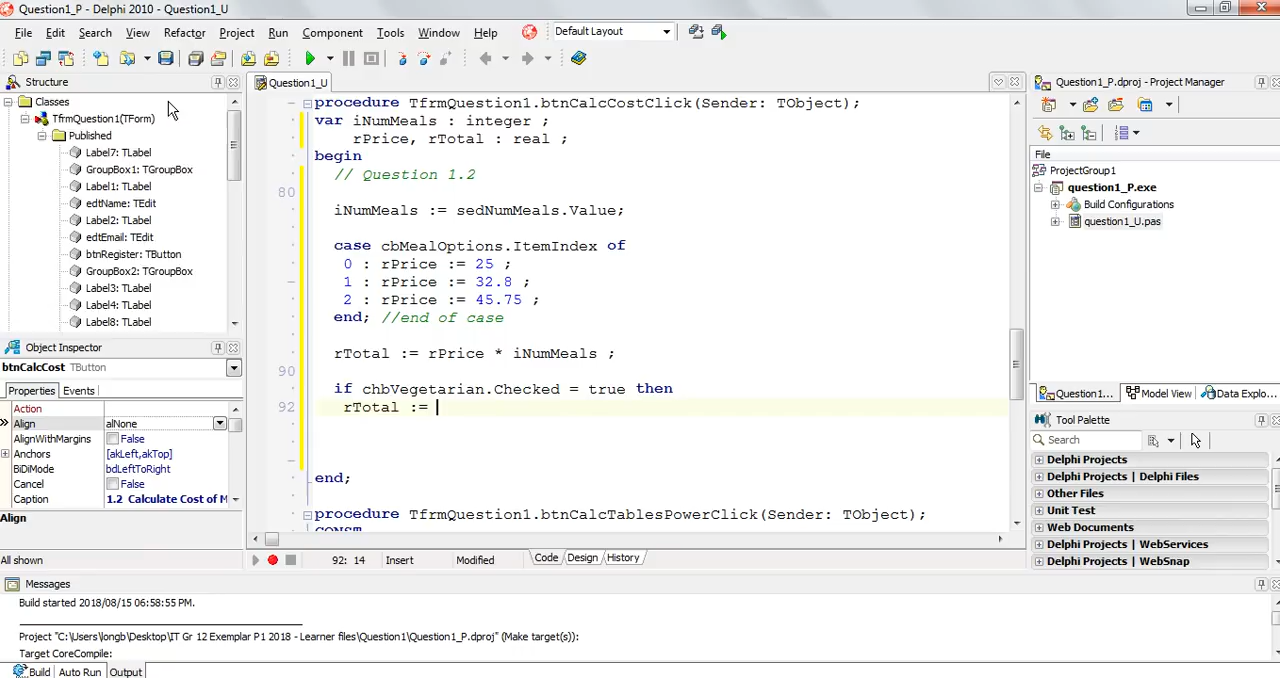 Question1_P - Delphi 2010 - Question1_U
File Edit Search View Refactor Project Run Component Tools Window Help Default Layout
Structure
Classes
TfrmQuestion1(TForm)
Published
Label7: TLabel
GroupBox1: TGroupBox
Label1: TLabel
edtName: TEdit
Label2: TLabel
edtEmail: TEdit
btnRegister: TButton
GroupBox2: TGroupBox
Label3: TLabel
Label4: TLabel
Label8: TLabel
Object Inspector
btnCalcCost TButton
Properties Events
Action
Align alNone
AlignWithMargins False
Anchors [akLeft,akTop]
BiDiMode bdLeftToRight
Cancel False
Caption 1.2 Calculate Cost of M
Align
All shown
Question1_U
procedure TfrmQuestion1.btnCalcCostClick(Sender: TObject);
var iNumMeals : integer ;
rPrice, rTotal : real ;
begin
// Question 1.2
80
iNumMeals := sedNumMeals.Value;
case cbMealOptions.ItemIndex of
0 : rPrice := 25 ;
1 : rPrice := 32.8 ;
2 : rPrice := 45.75 ;
end; //end of case
rTotal := rPrice * iNumMeals ;
90
if chbVegetarian.Checked = true then
92 rTotal :=
end;
procedure TfrmQuestion1.btnCalcTablesPowerClick(Sender: TObject);
CONST
92: 14 Insert Modified Code Design History
Question1_P.dproj - Project Manager
File
ProjectGroup1
question1_P.exe
Build Configurations
question1_U.pas
Question1... Model View Data Explo...
Tool Palette
Search
Delphi Projects
Delphi Projects | Delphi Files
Other Files
Unit Test
Web Documents
Delphi Projects | WebServices
Delphi Projects | WebSnap
Messages
Build started 2018/08/15 06:58:55 PM.
Project "C:\Users\longb\Desktop\IT Gr 12 Exemplar P1 2018 - Learner files\Question1\Question1_P.dproj" (Make target(s)):
Target CoreCompile:
Build Auto Run Output